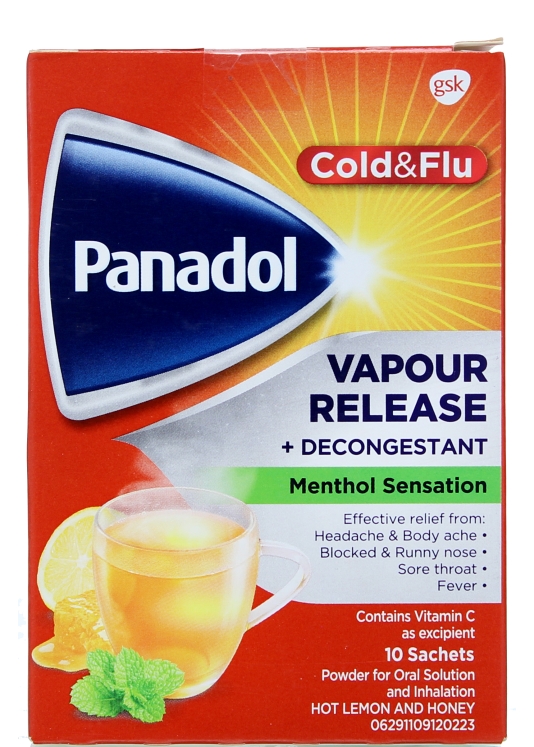 gsk
Cold&Flu
Panadol
VAPOUR
RELEASE
+ DECONGESTANT
Menthol Sensation
Effective relief from:
Headache & Body ache •
Blocked & Runny nose •
Sore throat •
Fever •
Contains Vitamin C
as excipient
10 Sachets
Powder for Oral Solution
and Inhalation
HOT LEMON AND HONEY
06291109120223